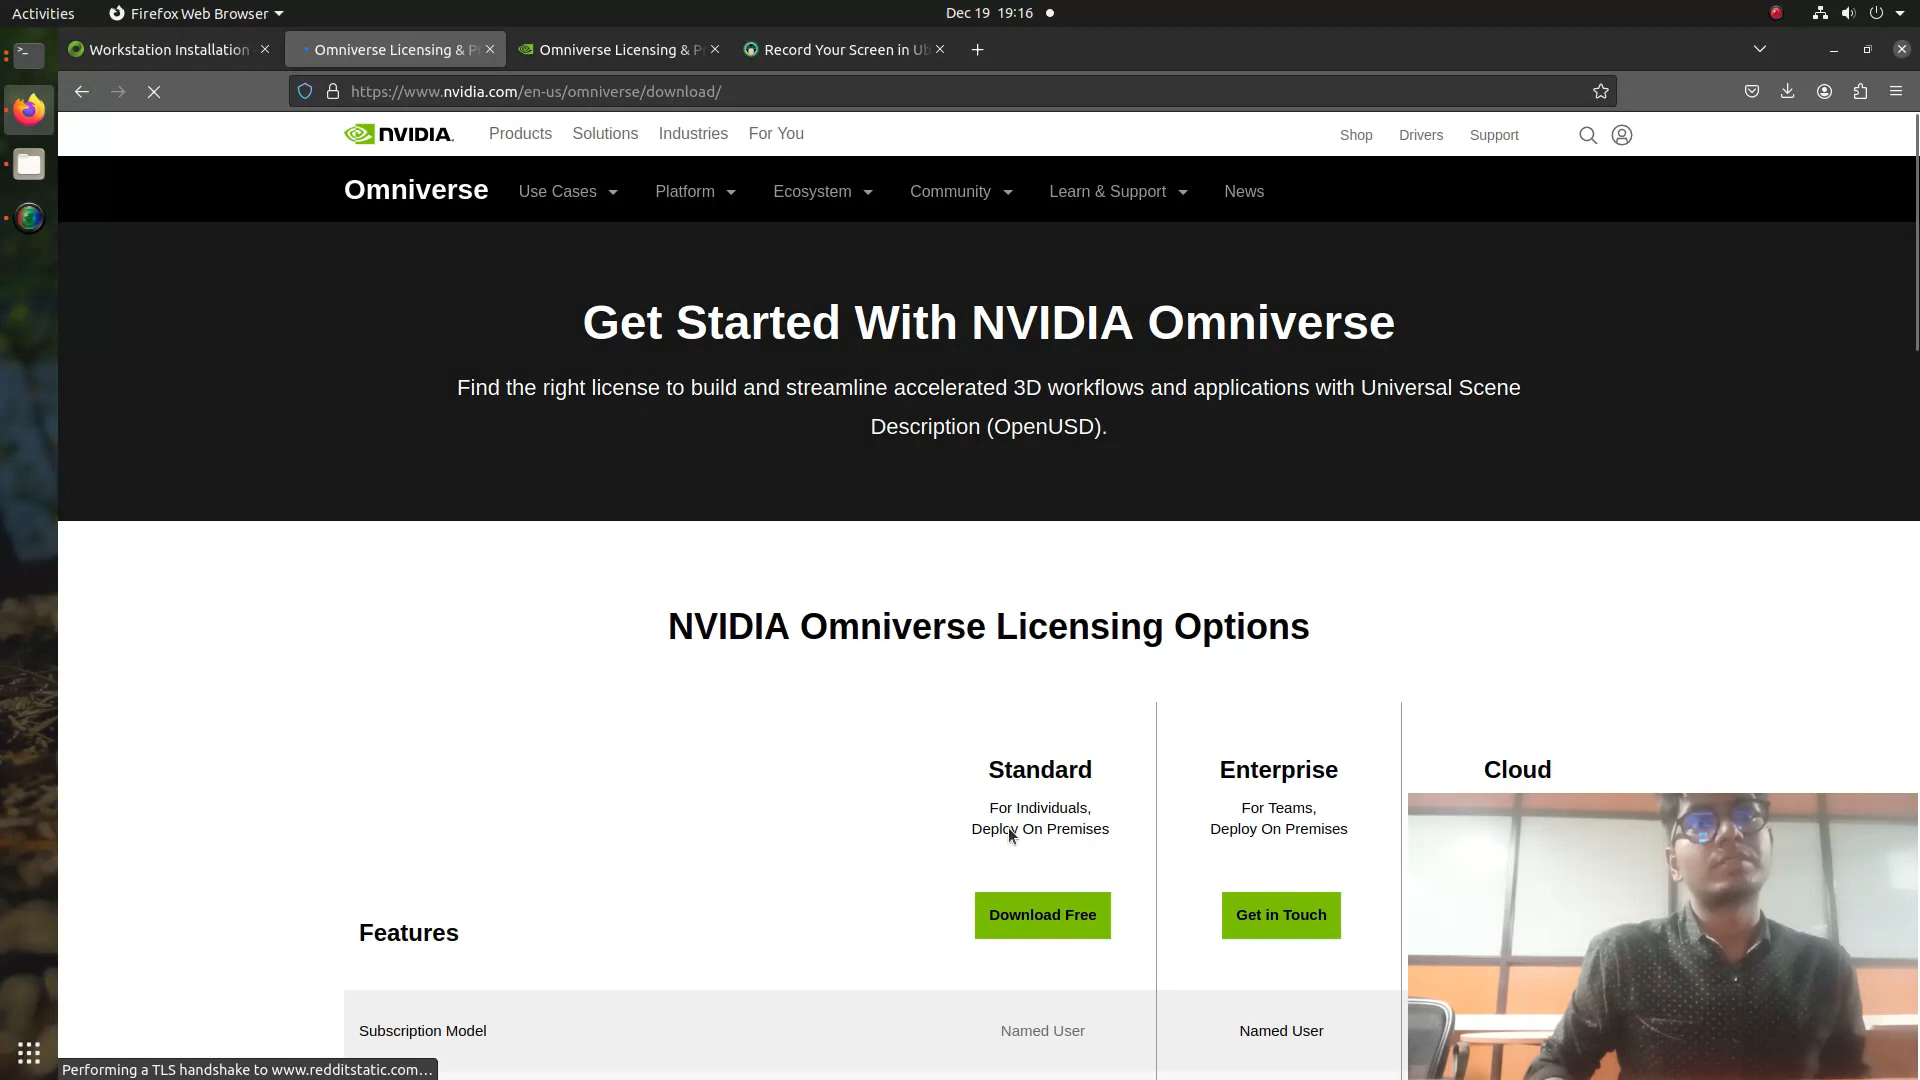 Activities
Firefox Web Browser
Dec 19 19:16
Workstation Installation
Omniverse Licensing & P
Omniverse Licensing & P
Record Your Screen in Ub
https://www.nvidia.com/en-us/omniverse/download/
NVIDIA.
Products
Solutions
Industries
For You
Shop
Drivers
Support
Omniverse
Use Cases
Platform
Ecosystem
Community
Learn & Support
News
Get Started With NVIDIA Omniverse
Find the right license to build and streamline accelerated 3D workflows and applications with Universal Scene
Description (OpenUSD).
NVIDIA Omniverse Licensing Options
Standard
Enterprise
Cloud
For Individuals,
Deploy On Premises
For Teams,
Deploy On Premises
Download Free
Get in Touch
Features
Subscription Model
Named User
Named User
Performing a TLS handshake to www.redditstatic.com…